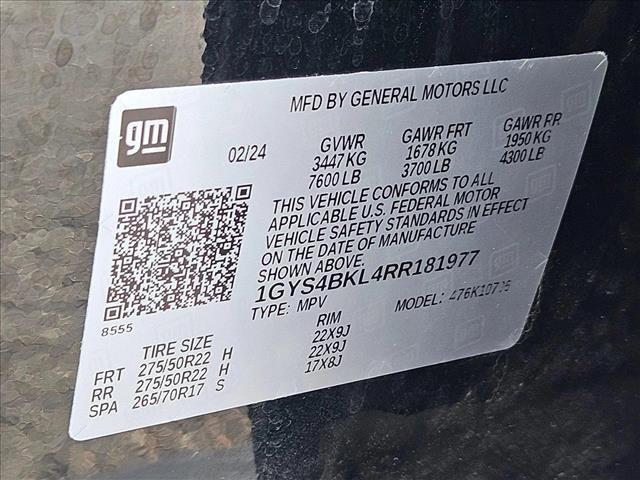 MFD BY GENERAL MOTORS LLC
gm
02/24
GVWR GAWR FRT GAWR RR
3447 KG 1678 KG 1950 KG
7600 LB 3700 LB 4300 LB
THIS VEHICLE CONFORMS TO ALL
APPLICABLE U.S. FEDERAL MOTOR
VEHICLE SAFETY STANDARDS IN EFFECT
ON THE DATE OF MANUFACTURE
SHOWN ABOVE.
1GYS4BKL4RR181977
TYPE: MPV MODEL:
8555
TIRE SIZE RIM
FRT 275/50R22 H 22X9J
RR 275/50R22 H 22X9J
SPA 265/70R17 S 17X8J